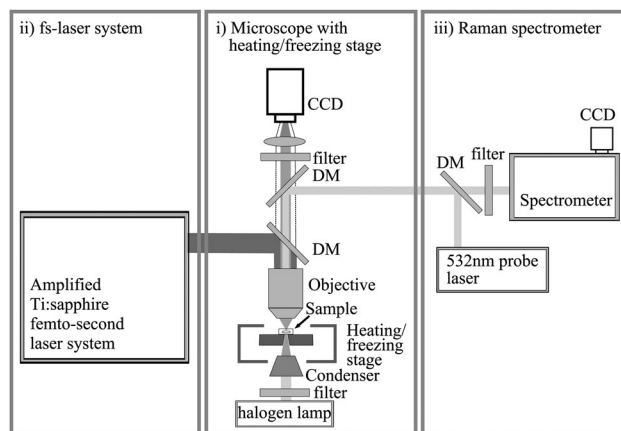 ii) fs-laser system
Amplified
Ti:sapphire
femto-second
laser system
i) Microscope with
heating/freezing stage
CCD
filter
DM
DM
Objective
Sample
Heating/
freezing
stage
Condenser
filter
halogen lamp
iii) Raman spectrometer
CCD
filter
DM
Spectrometer
532nm probe
laser